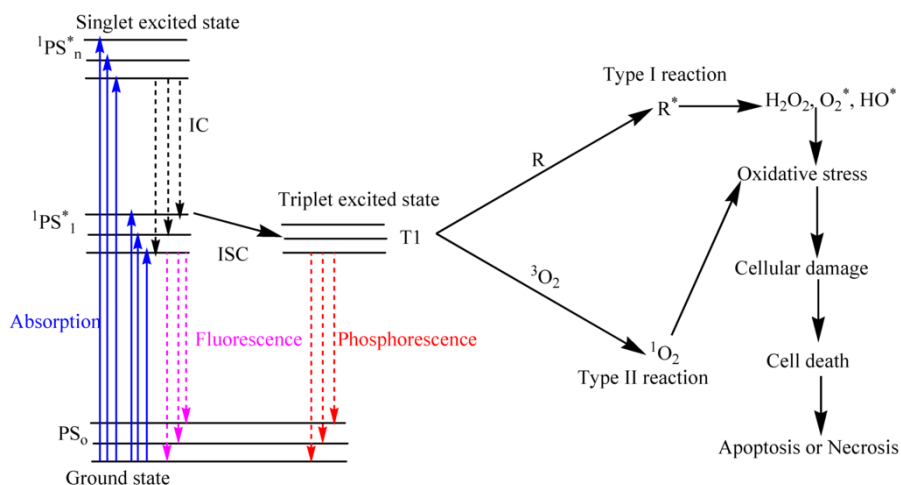 Singlet excited state
¹PS*ₙ
IC
¹PS*₁
ISC
Absorption
Fluorescence
PSₒ
Ground state
Triplet excited state
T1
Phosphorescence
Type I reaction
R
R*
H₂O₂, O₂*, HO*
³O₂
¹O₂
Type II reaction
Oxidative stress
Cellular damage
Cell death
Apoptosis or Necrosis